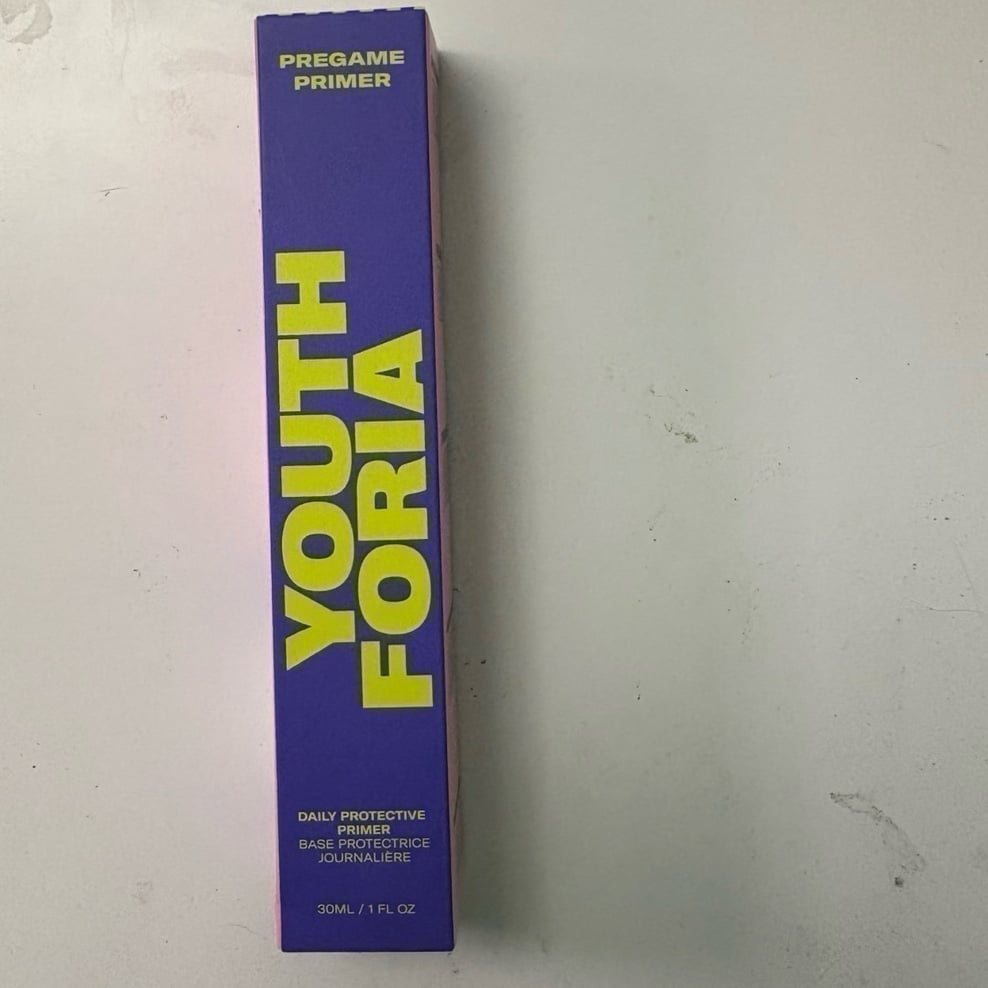 PREGAME
PRIMER
YOUTH
FORIA
DAILY PROTECTIVE
PRIMER
BASE PROTECTRICE
JOURNALIÈRE
30ML / 1 FL OZ